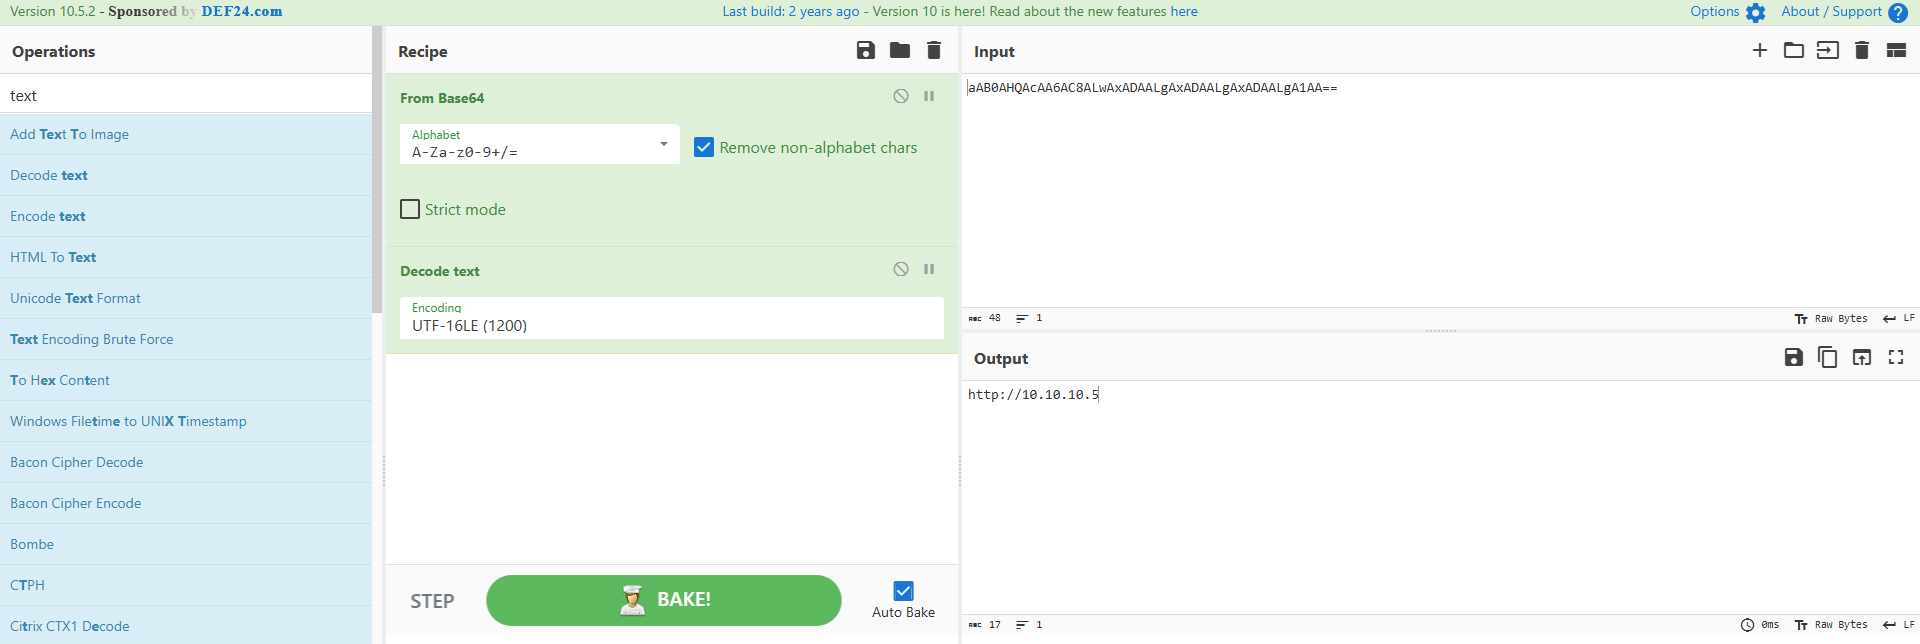 Version 10.5.2 - Sponsored by DEF24.com
Last build: 2 years ago - Version 10 is here! Read about the new features here
Options
About / Support
Operations
text
Add Text To Image
Decode text
Encode text
HTML To Text
Unicode Text Format
Text Encoding Brute Force
To Hex Content
Windows Filetime to UNIX Timestamp
Bacon Cipher Decode
Bacon Cipher Encode
Bombe
CTPH
Citrix CTX1 Decode
Recipe
From Base64
Alphabet
A-Za-z0-9+/=
Remove non-alphabet chars
Strict mode
Decode text
Encoding
UTF-16LE (1200)
STEP
BAKE!
Auto Bake
Input
aAB0AHQAcAA6AC8ALwAxADAALgAxADAALgAxADAALgA1AA==
ABC 48 1
Tt Raw Bytes LF
Output
http://10.10.10.5
ABC 17 1
0ms Tt Raw Bytes LF